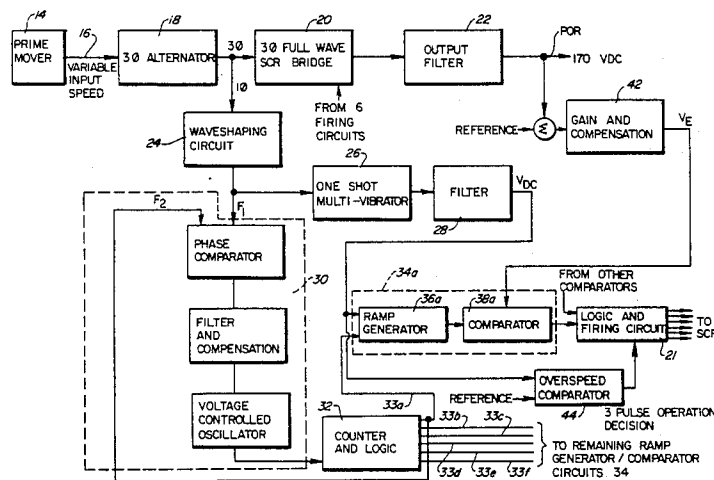 14
18
20
22
POR
PRIME
MOVER
16
VARIABLE
INPUT
SPEED
30 ALTERNATOR
30
10
30 FULL WAVE
SCR BRIDGE
OUTPUT
FILTER
170 VDC
42
FROM 6
FIRING
CIRCUITS
REFERENCE
Σ
GAIN AND
COMPENSATION
VE
24
WAVESHAPING
CIRCUIT
26
ONE SHOT
MULTI-VIBRATOR
FILTER
28
VDC
F2
F1
PHASE
COMPARATOR
30
34a
FROM OTHER
COMPARATORS
36a
RAMP
GENERATOR
38a
COMPARATOR
LOGIC AND
FIRING CIRCUIT
21
TO
SCR
FILTER
AND
COMPENSATION
33a
REFERENCE
OVERSPEED
COMPARATOR
44
3 PULSE OPERATION
DECISION
VOLTAGE
CONTROLLED
OSCILLATOR
32
COUNTER
AND LOGIC
33b
33c
33d
33e
33f
TO REMAINING RAMP
GENERATOR / COMPARATOR
CIRCUITS 34